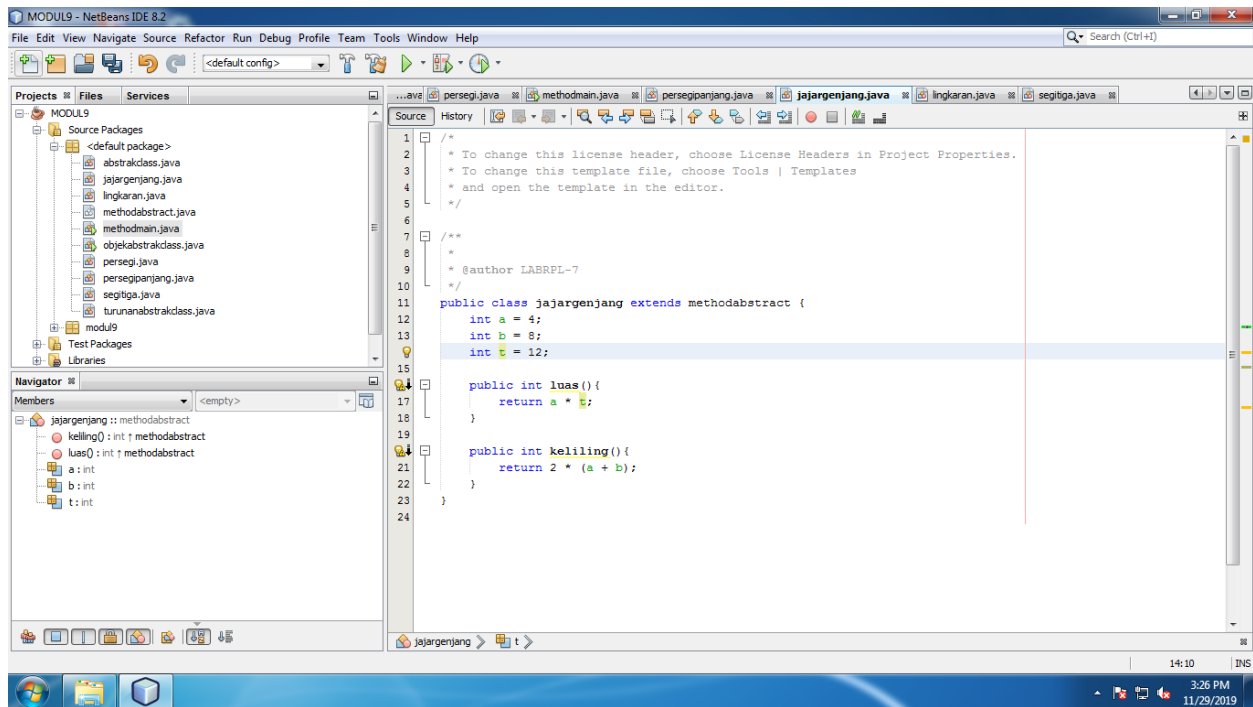 MODUL9 - NetBeans IDE 8.2
File Edit View Navigate Source Refactor Run Debug Profile Team Tools Window Help
Search (Ctrl+I)
<default config>
Projects Files Services
MODUL9
Source Packages
<default package>
abstrakclass.java
jajargenjang.java
lingkaran.java
methodabstract.java
methodmain.java
objekabstrakclass.java
persegi.java
persegipanjang.java
segitiga.java
turunanabstrakclass.java
modul9
Test Packages
Libraries
Navigator
Members <empty>
jajargenjang :: methodabstract
keliling() : int ↑ methodabstract
luas() : int ↑ methodabstract
a : int
b : int
t : int
...ava persegi.java methodmain.java persegipanjang.java jajargenjang.java lingkaran.java segitiga.java
Source History
1 /*
2 * To change this license header, choose License Headers in Project Properties.
3 * To change this template file, choose Tools | Templates
4 * and open the template in the editor.
5 */
6
7 /**
8 *
9 * @author LABRPL-7
10 */
11 public class jajargenjang extends methodabstract {
12 int a = 4;
13 int b = 8;
int t = 12;
15
public int luas(){
17 return a * t;
18 }
19
public int keliling(){
21 return 2 * (a + b);
22 }
23 }
24
jajargenjang t
14:10 INS
3:26 PM
11/29/2019